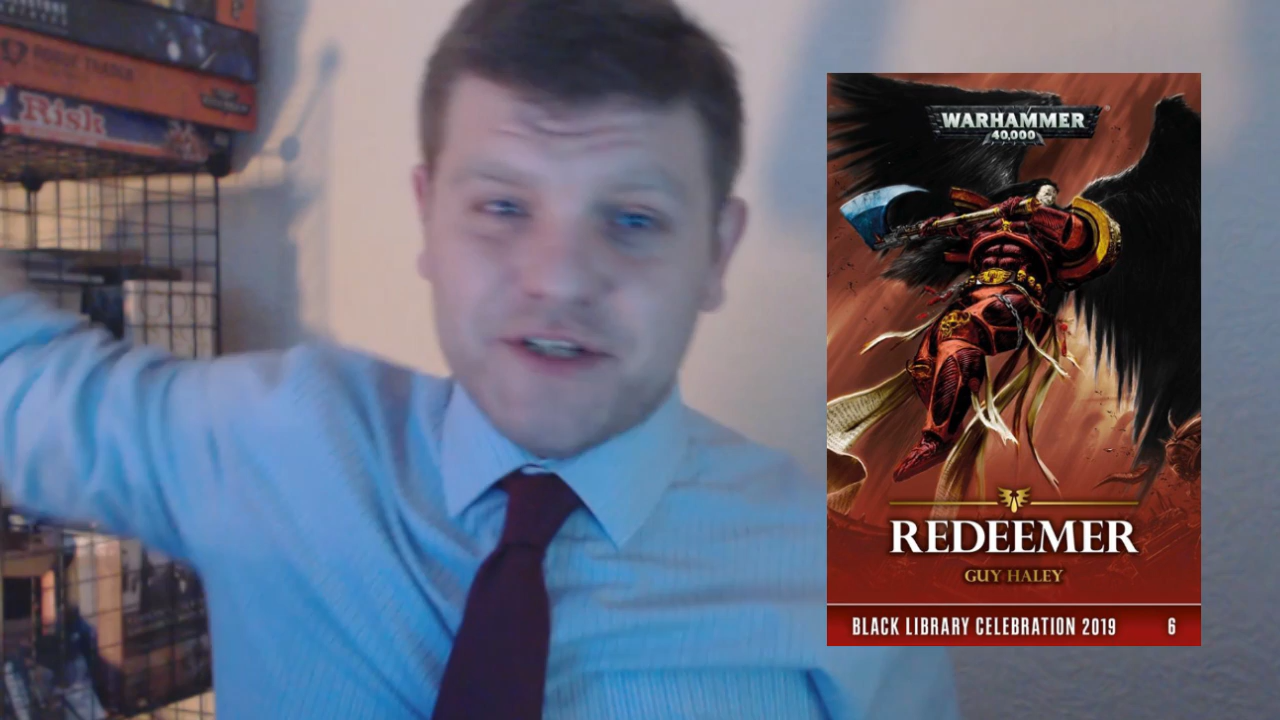 Risk
WARHAMMER
40,000
REDEEMER
GUY HALEY
BLACK LIBRARY CELEBRATION 2019 6